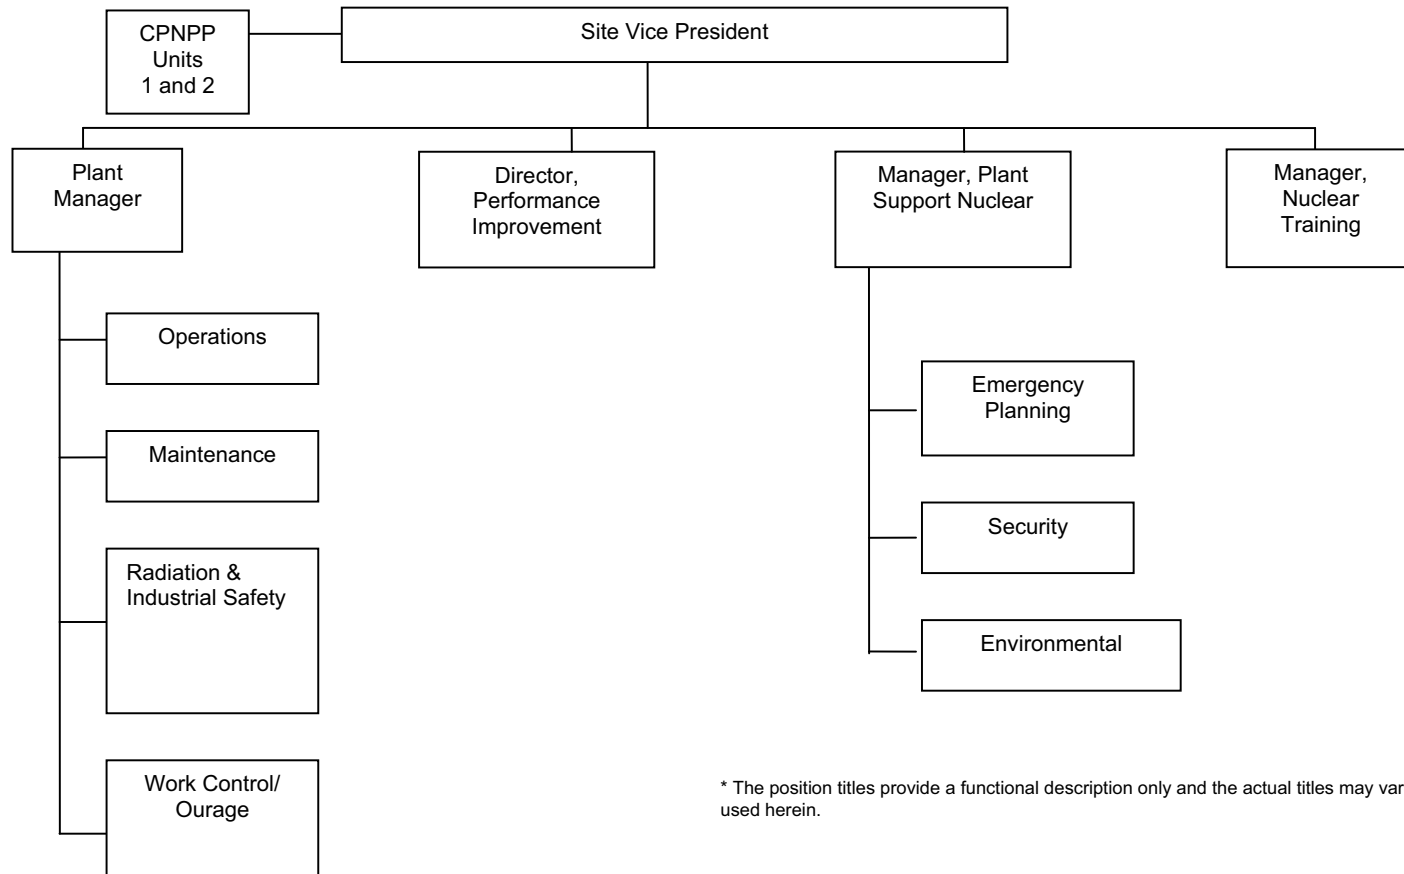 CPNPP
Units
1 and 2
Site Vice President
Plant
Manager
Director,
Performance
Improvement
Manager, Plant
Support Nuclear
Manager,
Nuclear
Training
Operations
Maintenance
Radiation &
Industrial Safety
Work Control/
Ourage
Emergency
Planning
Security
Environmental
* The position titles provide a functional description only and the actual titles may var
used herein.